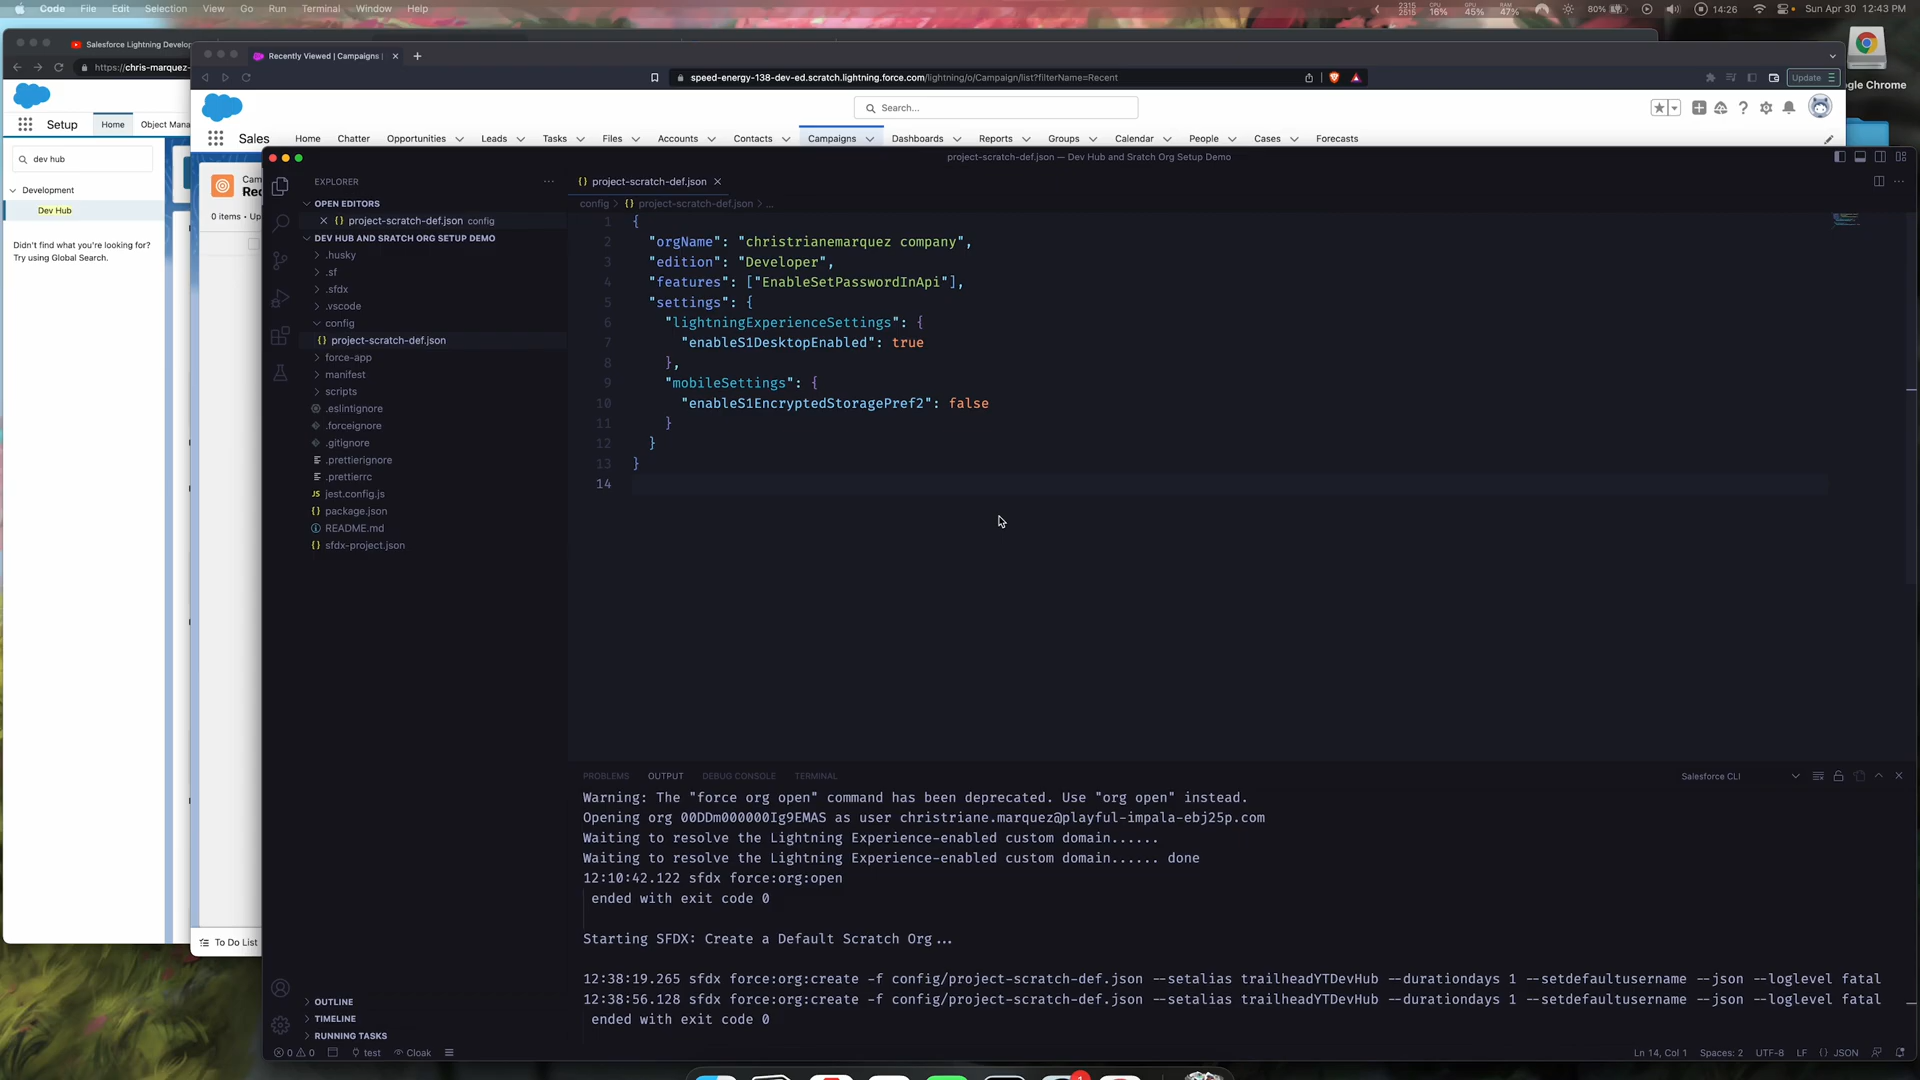 Code File Edit Selection View Go Run Terminal Window Help
2315 2515 CPU 16% GPU 45% RAM 47% 80% 14:26 Sun Apr 30 12:43 PM
Salesforce Lightning Develop
https://chris-marquez-
Setup Home Object Mana
dev hub
Development
Dev Hub
Didn't find what you're looking for?
Try using Global Search.
Recently Viewed | Campaigns |
speed-energy-138-dev-ed.scratch.lightning.force.com/lightning/o/Campaign/list?filterName=Recent
Update
Search...
Sales Home Chatter Opportunities Leads Tasks Files Accounts Contacts Campaigns Dashboards Reports Groups Calendar People Cases Forecasts
Cam
Rec
0 items • Up
To Do List
gle Chrome
project-scratch-def.json — Dev Hub and Sratch Org Setup Demo
EXPLORER
OPEN EDITORS
project-scratch-def.json config
DEV HUB AND SRATCH ORG SETUP DEMO
.husky
.sf
.sfdx
.vscode
config
project-scratch-def.json
force-app
manifest
scripts
.eslintignore
.forceignore
.gitignore
.prettierignore
.prettierrc
JS jest.config.js
package.json
README.md
sfdx-project.json
OUTLINE
TIMELINE
RUNNING TASKS
{} project-scratch-def.json
config > {} project-scratch-def.json > ...
1 {
2 "orgName": "christrianemarquez company",
3 "edition": "Developer",
4 "features": ["EnableSetPasswordInApi"],
5 "settings": {
6 "lightningExperienceSettings": {
7 "enableS1DesktopEnabled": true
8 },
9 "mobileSettings": {
10 "enableS1EncryptedStoragePref2": false
11 }
12 }
13 }
14
PROBLEMS OUTPUT DEBUG CONSOLE TERMINAL Salesforce CLI
Warning: The "force org open" command has been deprecated. Use "org open" instead.
Opening org 00DDm000000Ig9EMAS as user christriane.marquez@playful-impala-ebj25p.com
Waiting to resolve the Lightning Experience-enabled custom domain......
Waiting to resolve the Lightning Experience-enabled custom domain...... done
12:10:42.122 sfdx force:org:open
ended with exit code 0
Starting SFDX: Create a Default Scratch Org...
12:38:19.265 sfdx force:org:create -f config/project-scratch-def.json --setalias trailheadYTDevHub --durationdays 1 --setdefaultusername --json --loglevel fatal
12:38:56.128 sfdx force:org:create -f config/project-scratch-def.json --setalias trailheadYTDevHub --durationdays 1 --setdefaultusername --json --loglevel fatal
ended with exit code 0
0 0 test Cloak Ln 14, Col 1 Spaces: 2 UTF-8 LF {} JSON
1